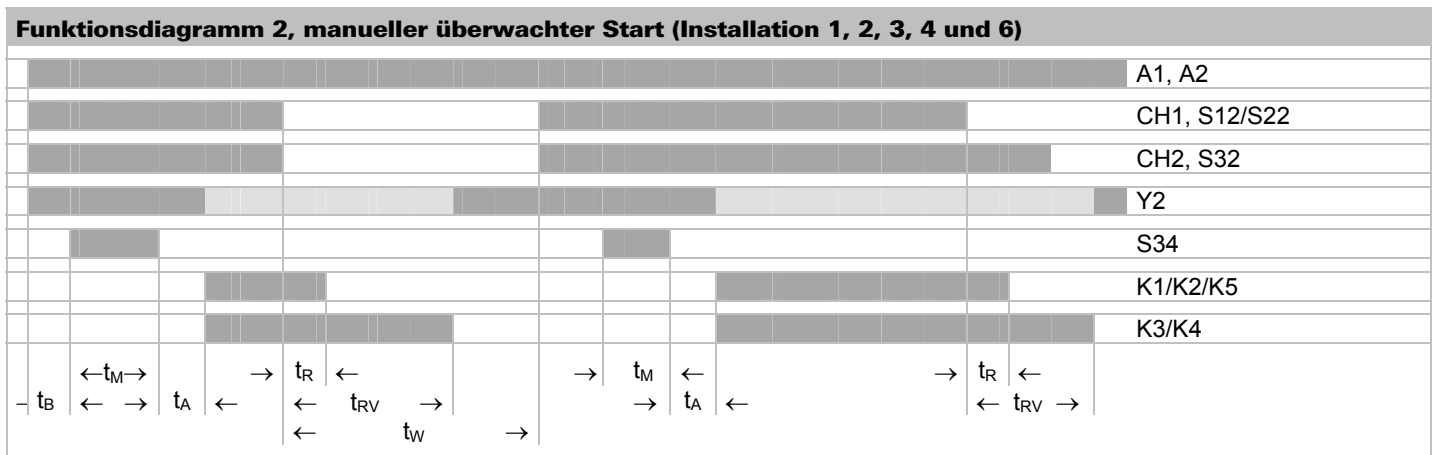 Funktionsdiagramm 2, manueller überwachter Start (Installation 1, 2, 3, 4 und 6)
A1, A2
CH1, S12/S22
CH2, S32
Y2
S34
K1/K2/K5
K3/K4
←tM→ → tR ← → tM ← → tR ←
tB ← → tA ← ← tRV → → tA ← ← tRV →
← tW →